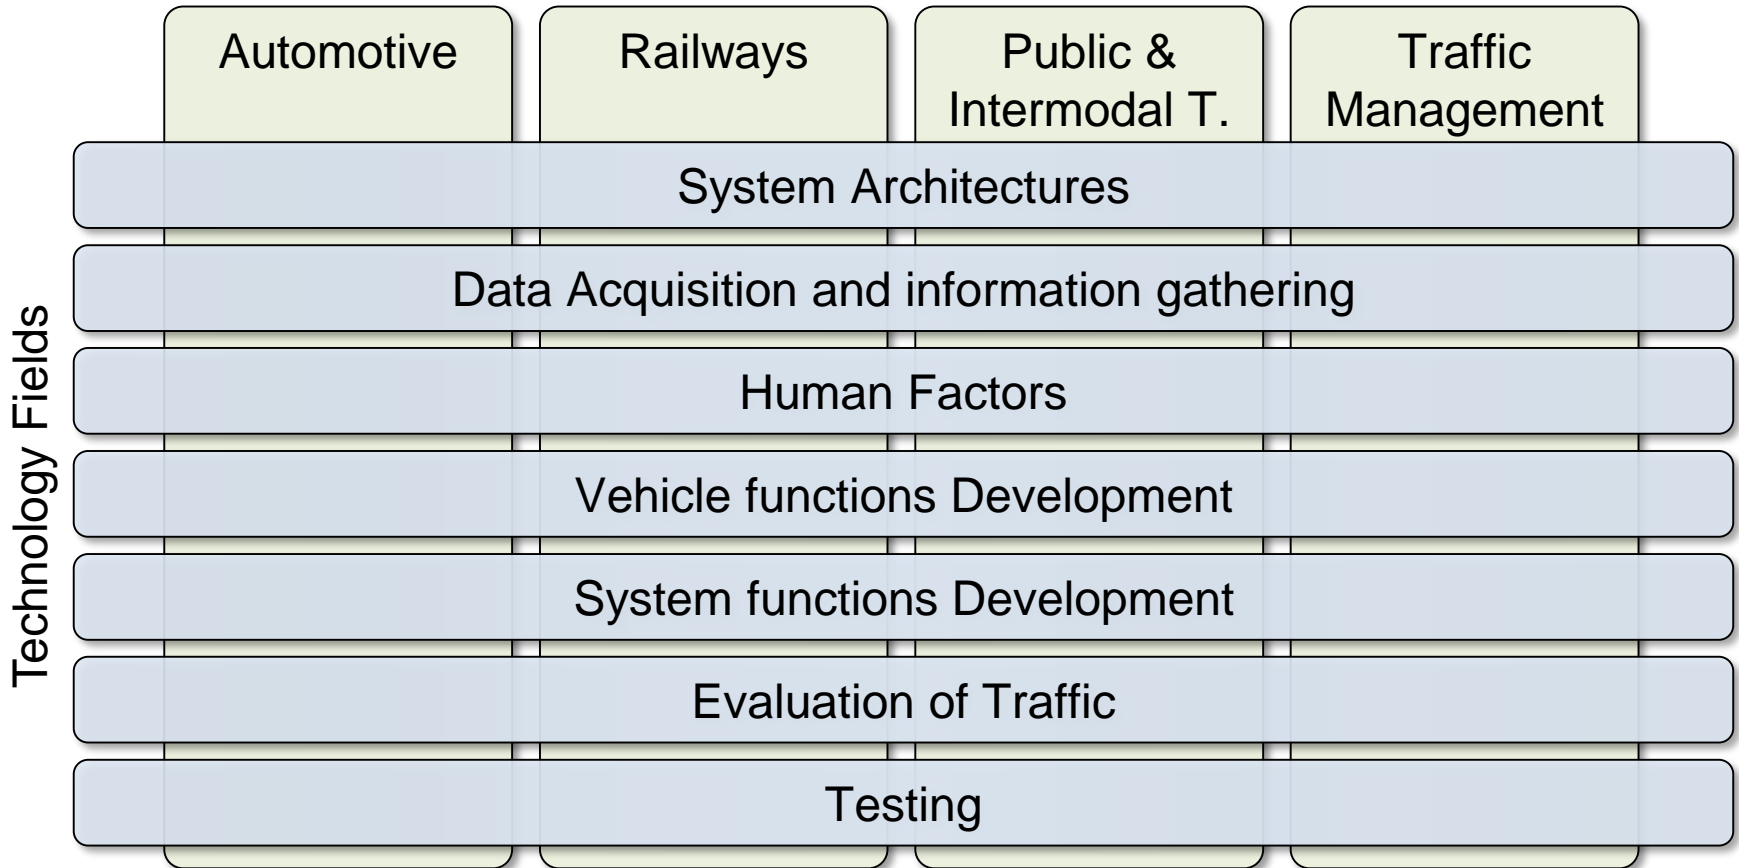 Automotive
Railways
Public &
Intermodal T.
Traffic
Management
Technology Fields
System Architectures
Data Acquisition and information gathering
Human Factors
Vehicle functions Development
System functions Development
Evaluation of Traffic
Testing